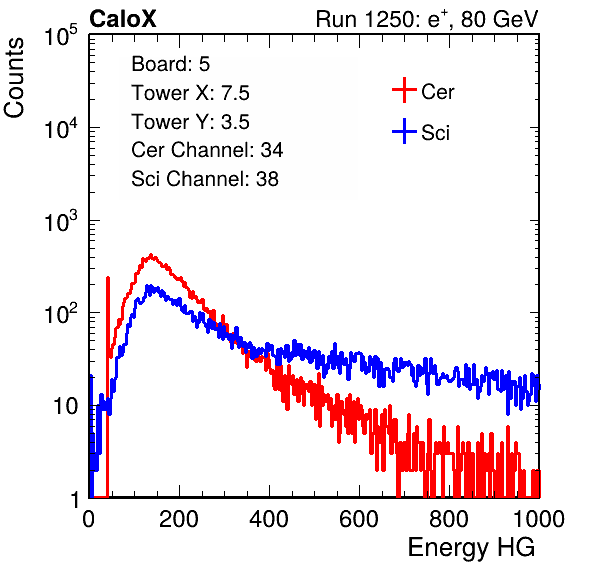 CaloX Run 1250: e⁺, 80 GeV
Counts
Board: 5
Tower X: 7.5
Tower Y: 3.5
Cer Channel: 34
Sci Channel: 38
Cer
Sci
10⁵
10⁴
10³
10²
10
1
0 200 400 600 800 1000
Energy HG